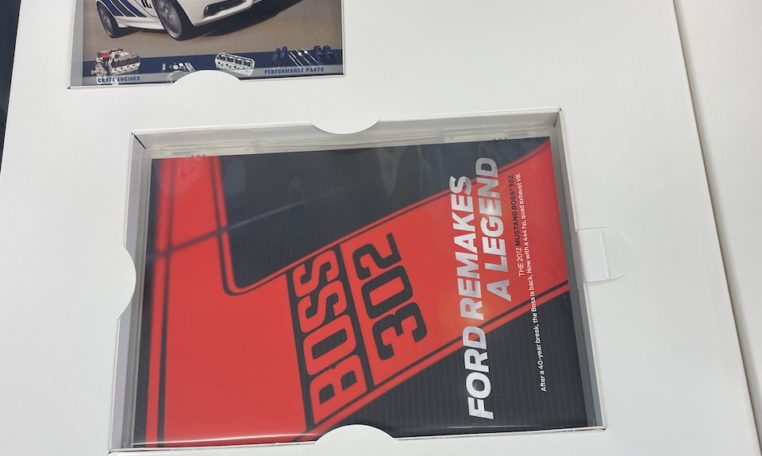 CRATE ENGINES
PERFORMANCE PARTS
BOSS
302
FORD REMAKES
A LEGEND
THE 2012 MUSTANG BOSS 302
After a 40-year break, the Boss is back. Now with a 444 hp, quad exhaust V8.